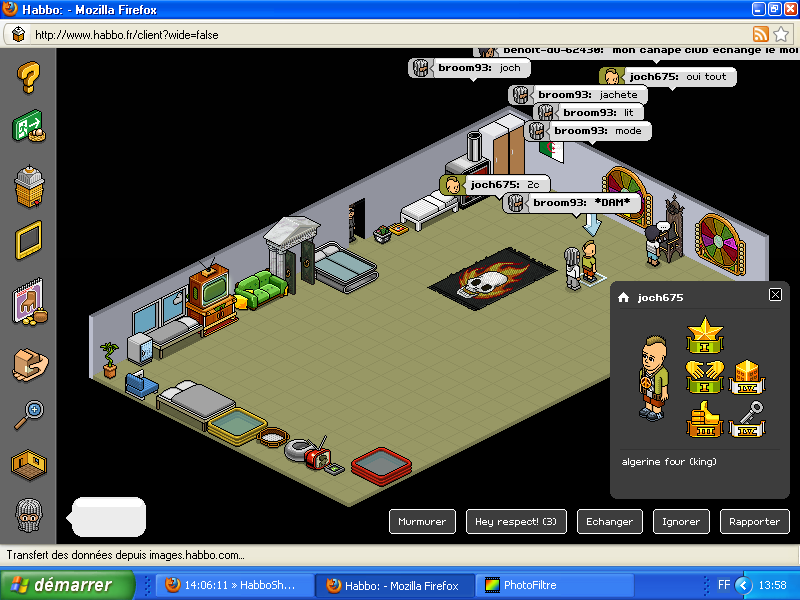 Habbo: - Mozilla Firefox
http://www.habbo.fr/client?wide=false
benoit-du-62430: mon canape club echange le moi
broom93: joch
joch675: oui tout
broom93: jachete
broom93: lit
broom93: mode
joch675: 2c
broom93: *DAM*
joch675
I
I
algerine four (king)
Murmurer
Hey respect! (3)
Echanger
Ignorer
Rapporter
Transfert des données depuis images.habbo.com...
démarrer
14:06:11 » HabboSh...
Habbo: - Mozilla Firefox
PhotoFiltre
FF
13:58